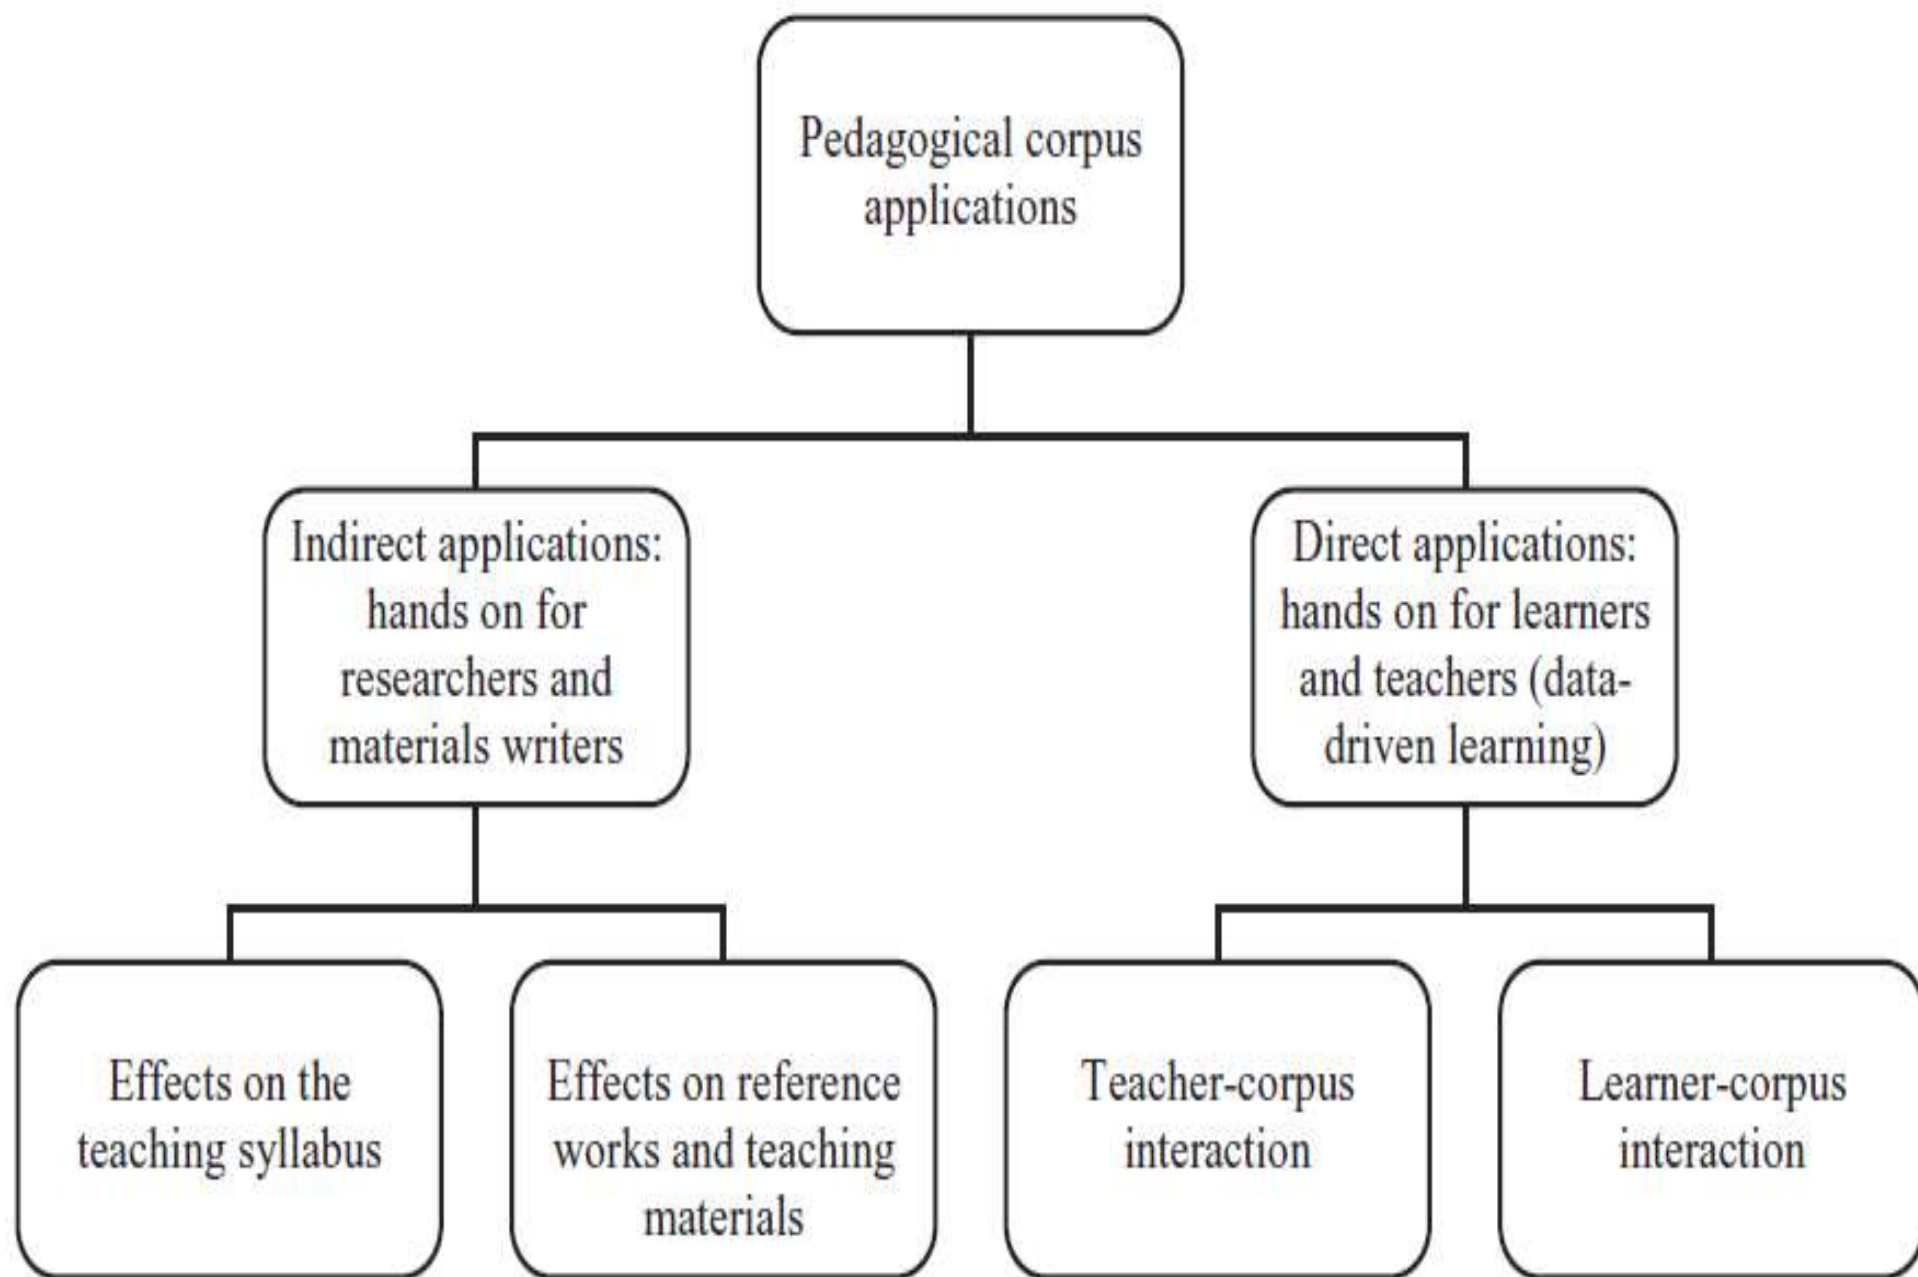 Pedagogical corpus
applications
Indirect applications:
hands on for
researchers and
materials writers
Direct applications:
hands on for learners
and teachers (data-
driven learning)
Effects on the
teaching syllabus
Effects on reference
works and teaching
materials
Teacher-corpus
interaction
Learner-corpus
interaction